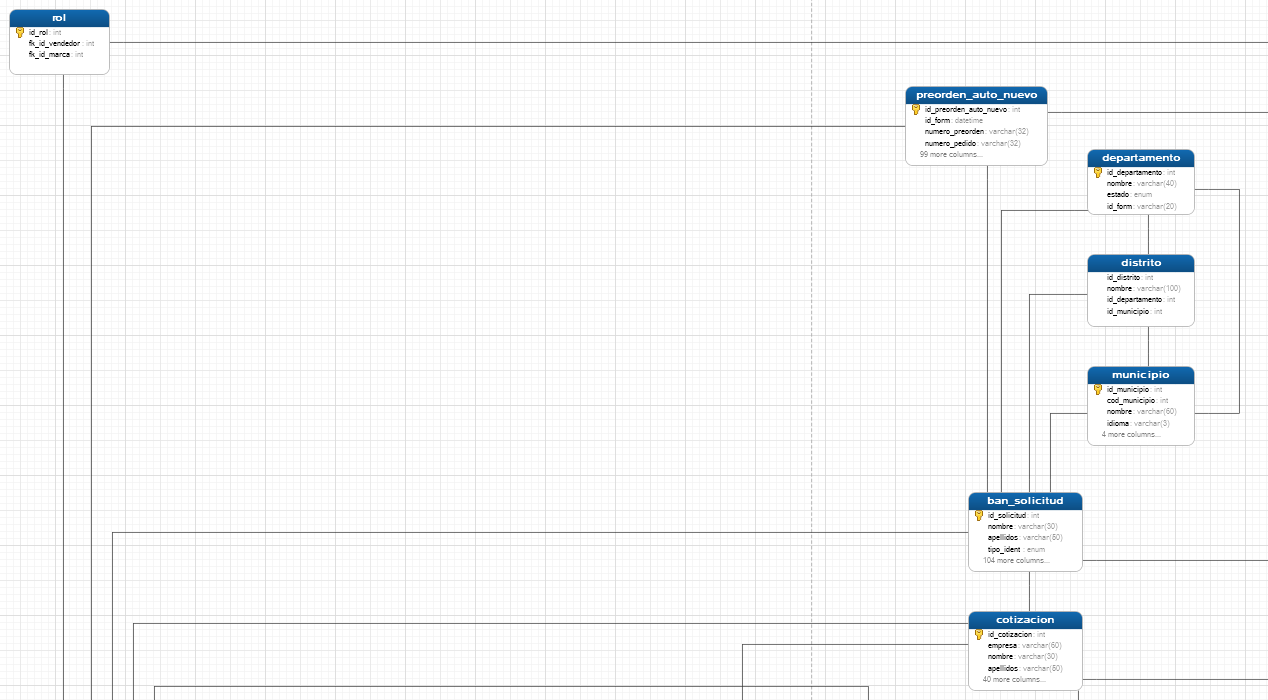 rol
id_rol : int
fk_id_vendedor : int
fk_id_marca : int
preorden_auto_nuevo
id_preorden_auto_nuevo : int
id_form : datetime
numero_preorden : varchar(32)
numero_pedido : varchar(32)
99 more columns...
departamento
id_departamento : int
nombre : varchar(40)
estado : enum
id_form : varchar(20)
distrito
id_distrito : int
nombre : varchar(100)
id_departamento : int
id_municipio : int
municipio
id_municipio : int
cod_municipio : int
nombre : varchar(60)
idioma : varchar(3)
4 more columns...
ban_solicitud
id_solicitud : int
nombre : varchar(30)
apellidos : varchar(50)
tipo_ident : enum
104 more columns...
cotizacion
id_cotizacion : int
empresa : varchar(60)
nombre : varchar(30)
apellidos : varchar(50)
40 more columns...